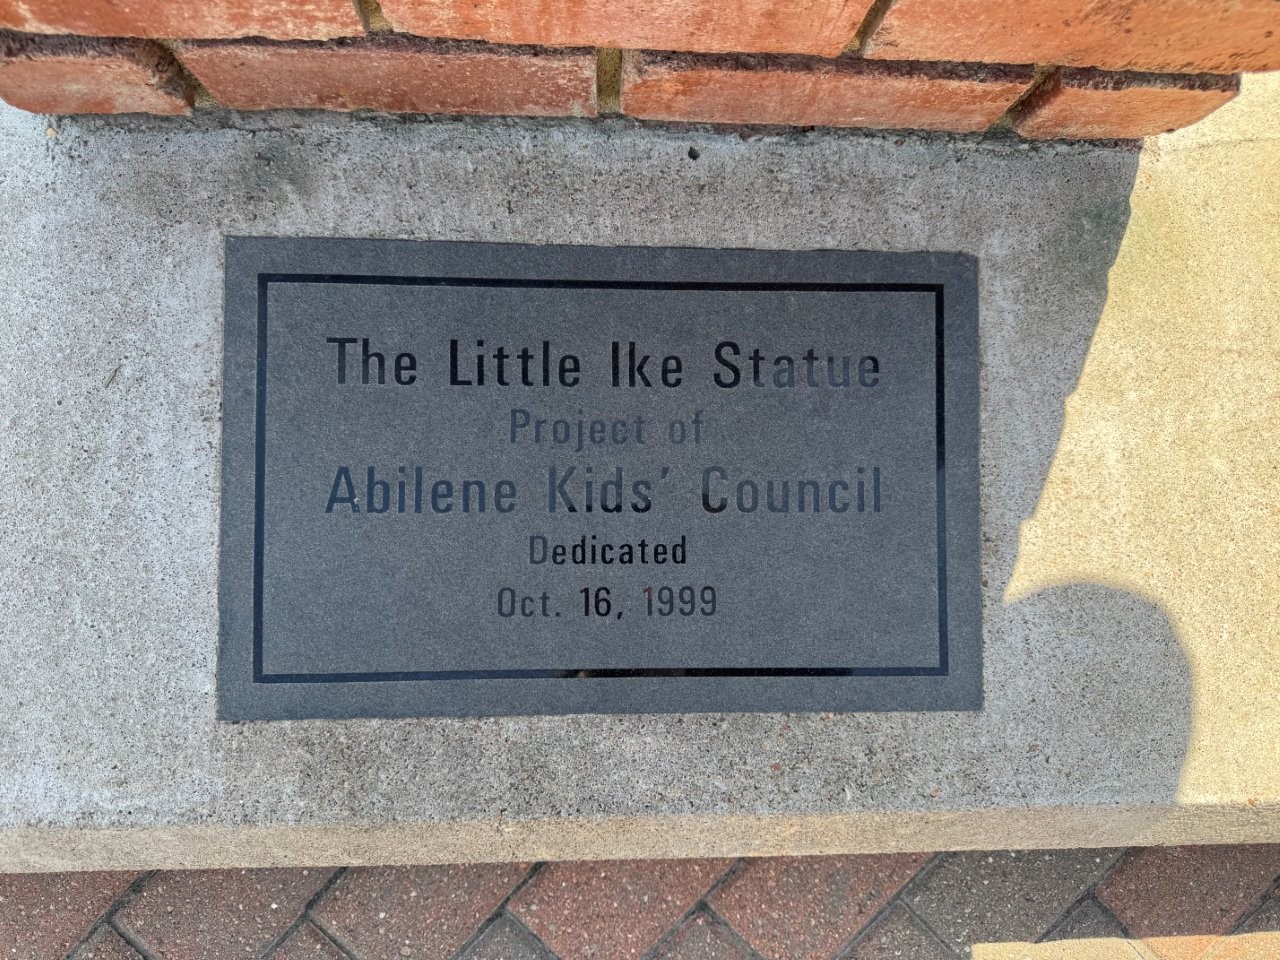 The Little Ike Statue
Project of
Abilene Kids' Council
Dedicated
Oct. 16, 1999